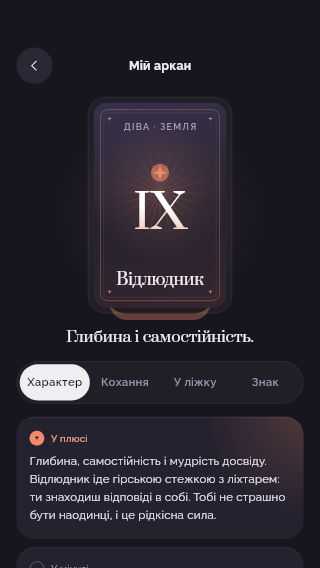 Мій аркан
ДІВА · ЗЕМЛЯ
IX
Відлюдник
Глибина і самостійність.
Характер Кохання У ліжку Знак
У плюсі
Глибина, самостійність і мудрість досвіду.
Відлюдник іде гірською стежкою з ліхтарем:
ти знаходиш відповіді в собі. Тобі не страшно
бути наодинці, і це рідкісна сила.
У мінусі